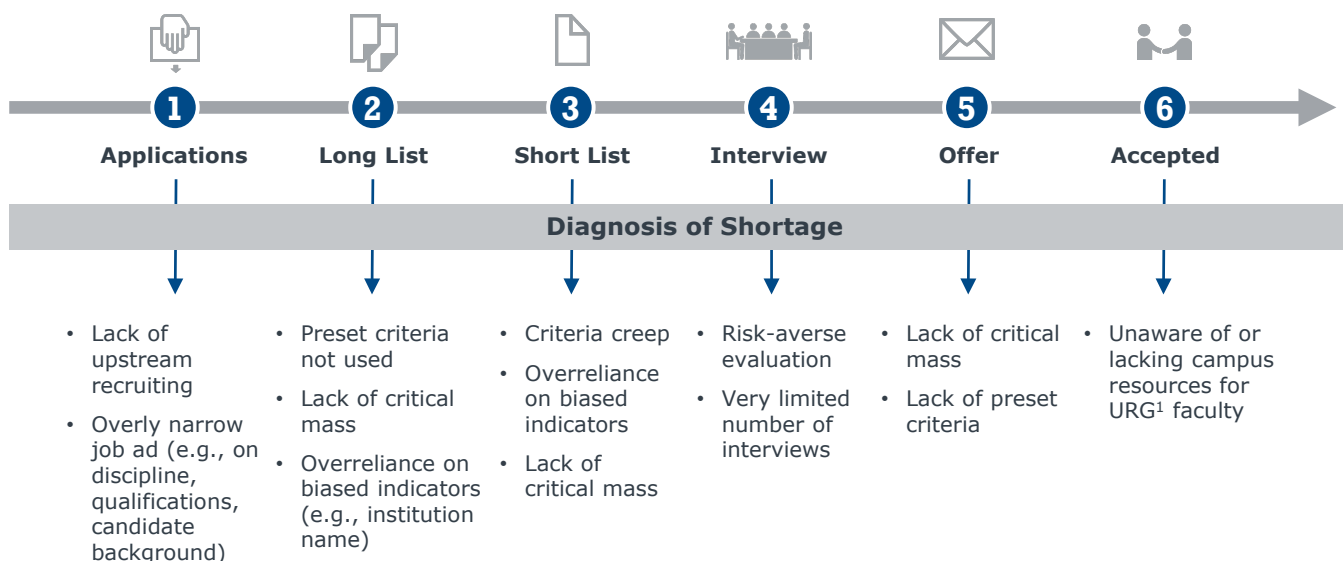 1
2
3
4
5
6
Applications
Long List
Short List
Interview
Offer
Accepted
Diagnosis of Shortage
• Lack of
upstream
recruiting
• Overly narrow
job ad (e.g., on
discipline,
qualifications,
candidate
background)
• Preset criteria
not used
• Lack of critical
mass
• Overreliance on
biased indicators
(e.g., institution
name)
• Criteria creep
• Overreliance
on biased
indicators
• Lack of
critical mass
• Risk-averse
evaluation
• Very limited
number of
interviews
• Lack of critical
mass
• Lack of preset
criteria
• Unaware of or
lacking campus
resources for
URG¹ faculty